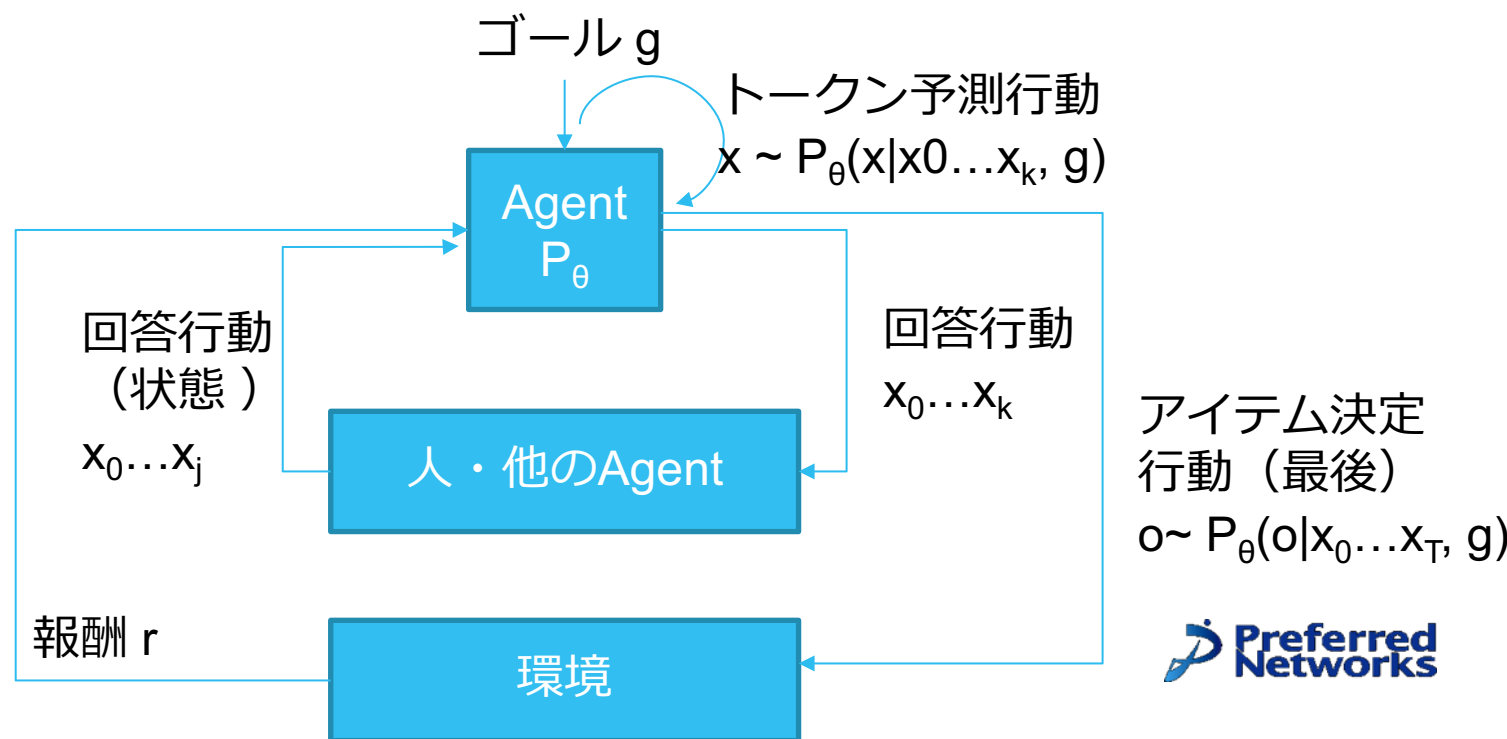 ゴール g
トークン予測行動
x ~ Pθ(x|x0…xk, g)
Agent
Pθ
回答行動
（状態 ）
x0…xj
回答行動
x0…xk
人・他のAgent
アイテム決定
行動（最後）
o~ Pθ(o|x0…xT, g)
報酬 r
環境
Preferred
Networks